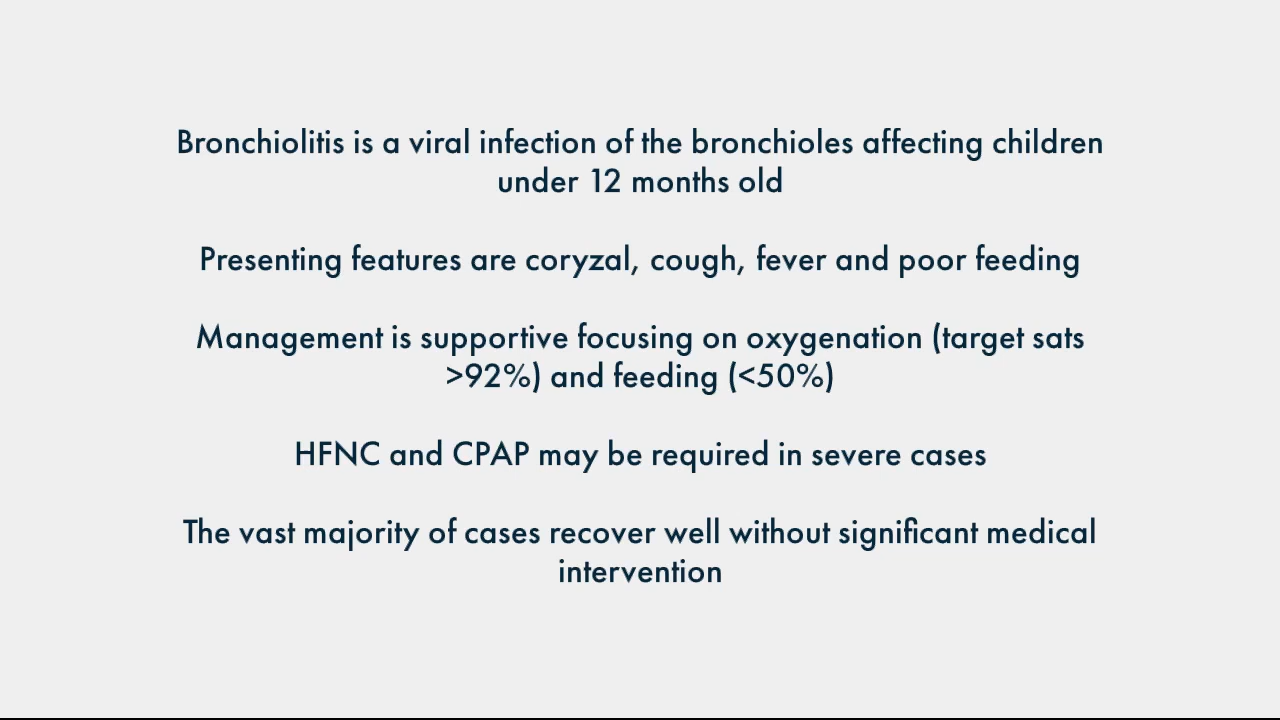 Bronchiolitis is a viral infection of the bronchioles affecting children
under 12 months old
Presenting features are coryzal, cough, fever and poor feeding
Management is supportive focusing on oxygenation (target sats
>92%) and feeding (<50%)
HFNC and CPAP may be required in severe cases
The vast majority of cases recover well without significant medical
intervention